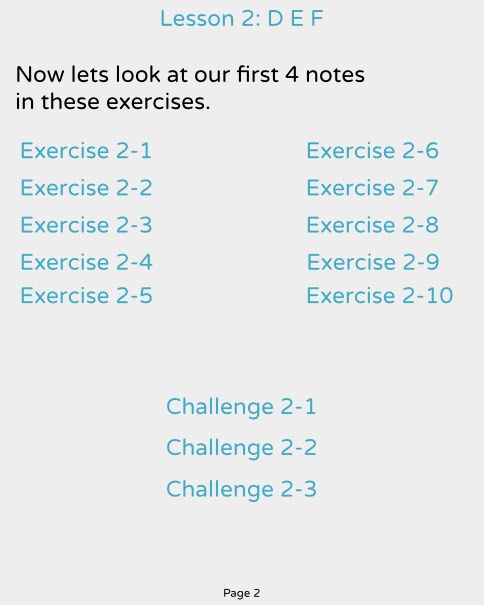 Lesson 2: D E F
Now lets look at our first 4 notes
in these exercises.
Exercise 2-1
Exercise 2-2
Exercise 2-3
Exercise 2-4
Exercise 2-5
Exercise 2-6
Exercise 2-7
Exercise 2-8
Exercise 2-9
Exercise 2-10
Challenge 2-1
Challenge 2-2
Challenge 2-3
Page 2